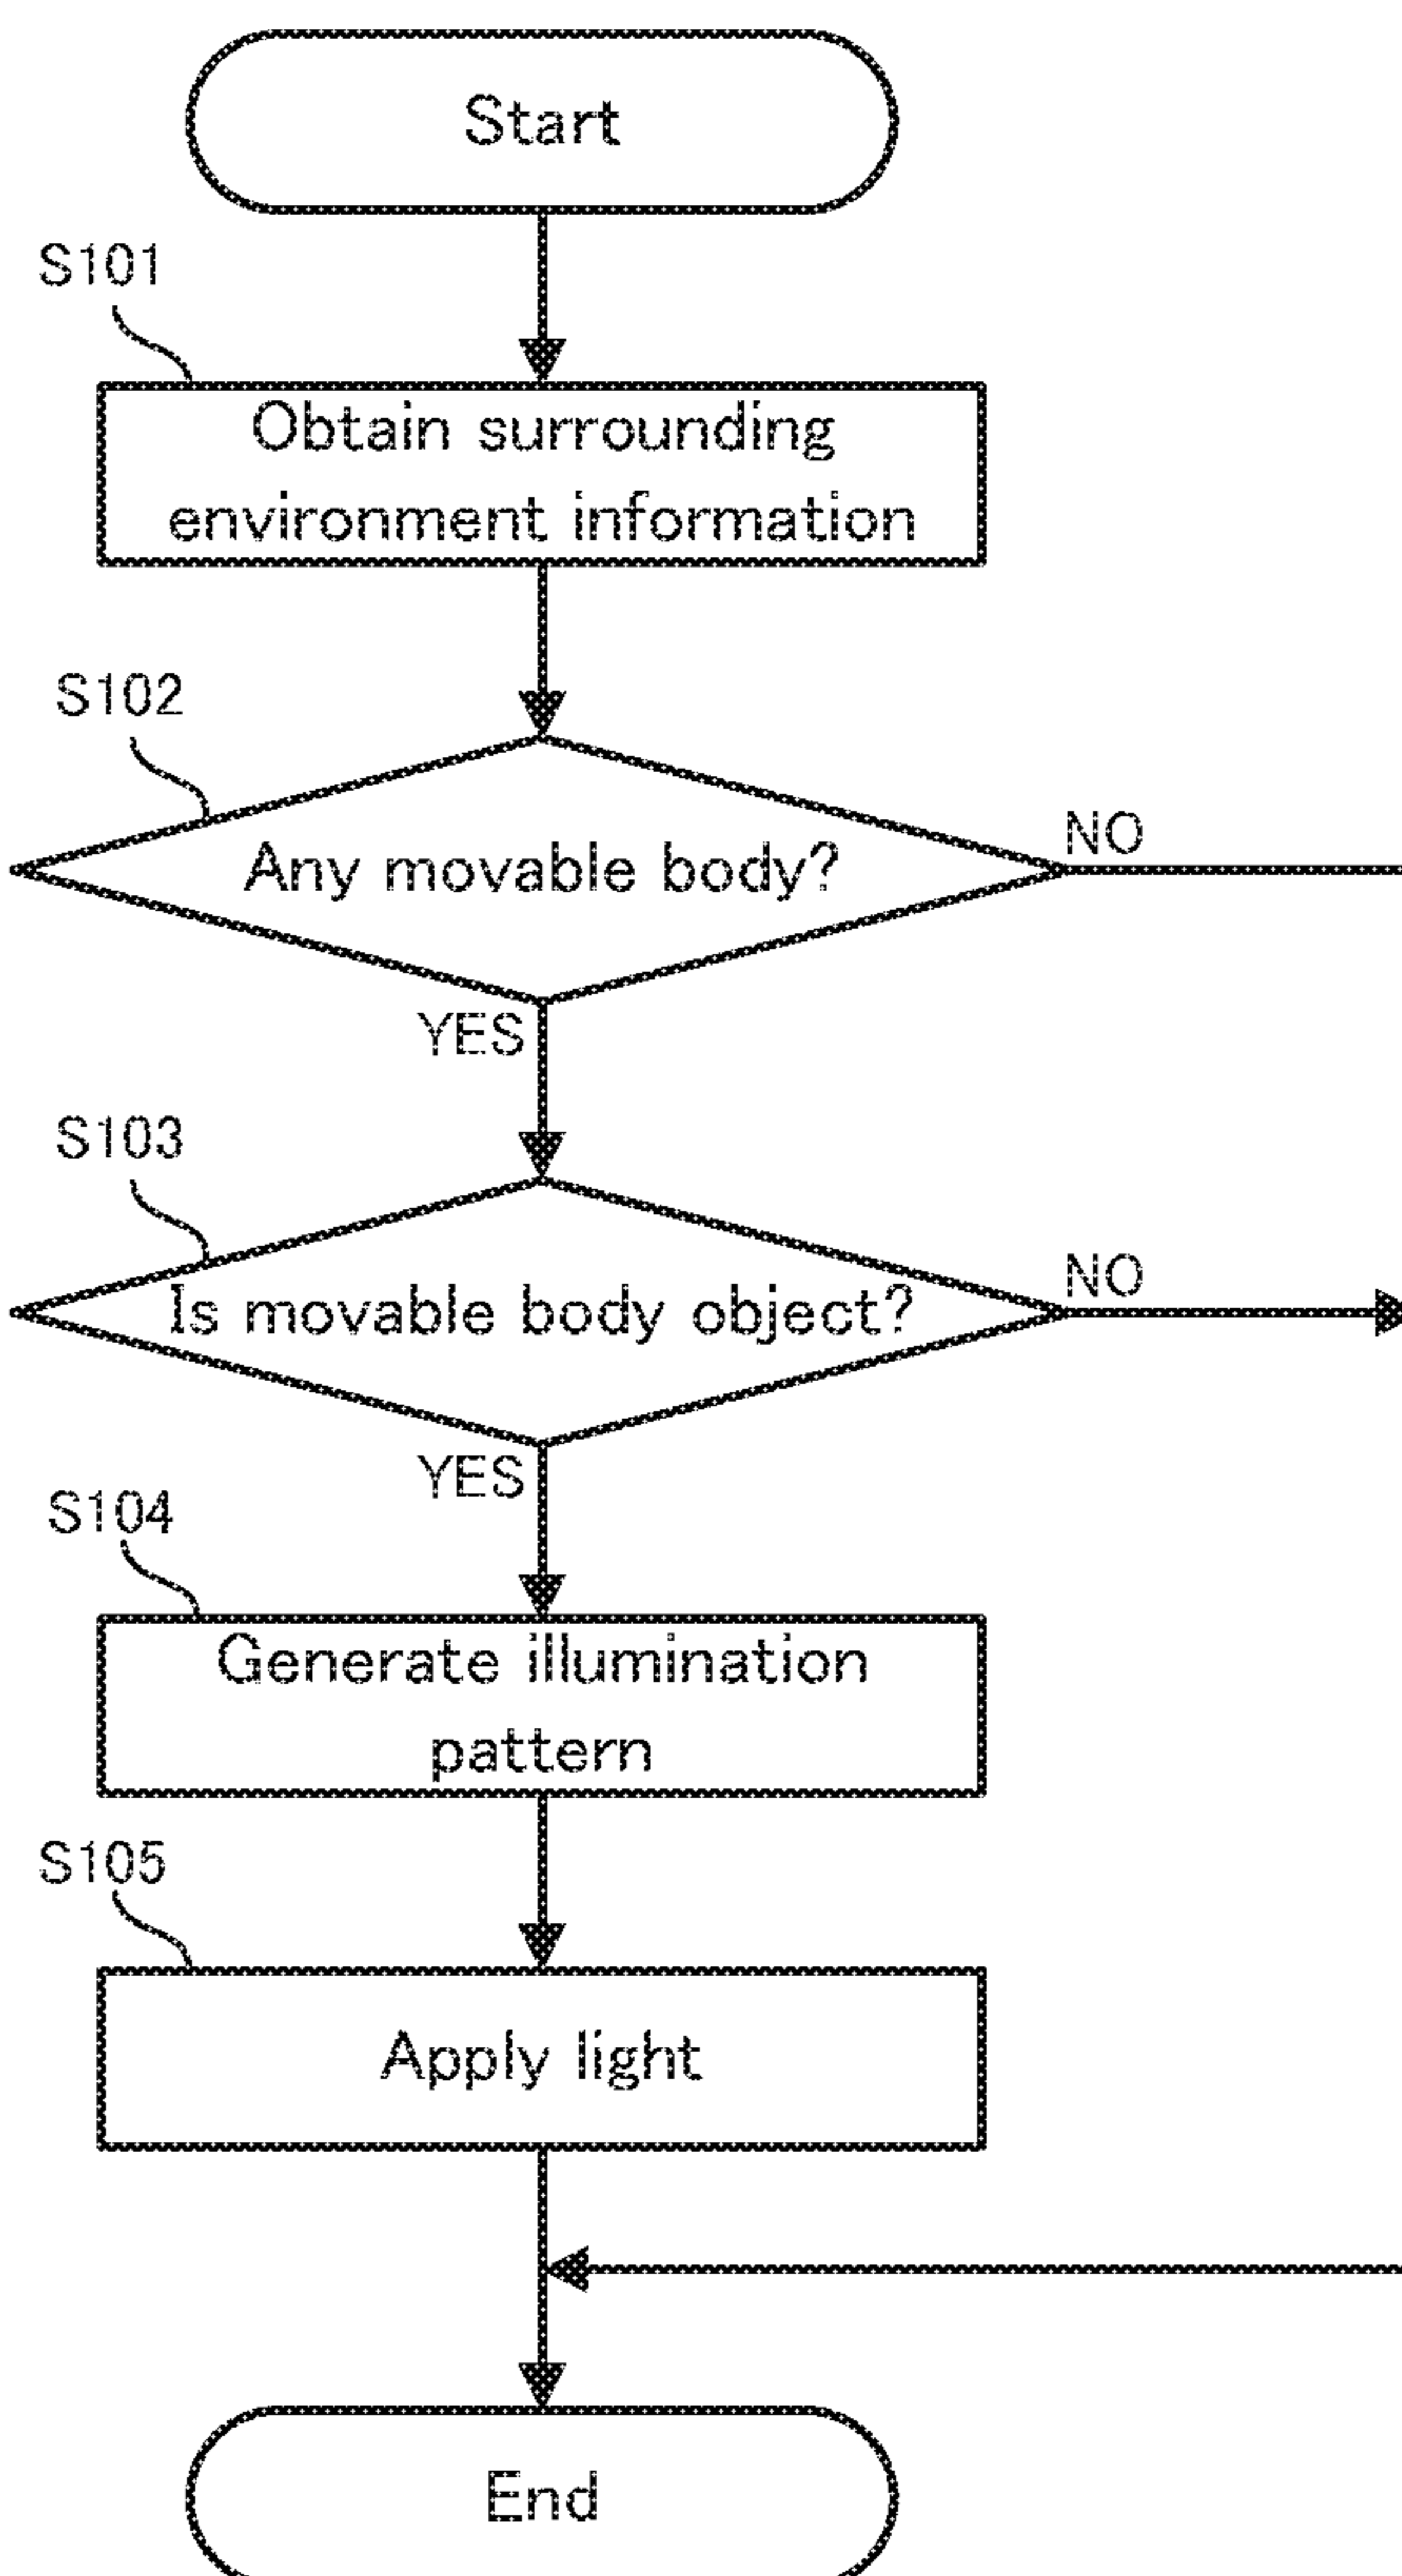 Start
S101
Obtain surrounding
environment information
S102
Any movable body?
NO
YES
S103
Is movable body object?
NO
YES
S104
Generate illumination
pattern
S105
Apply light
End